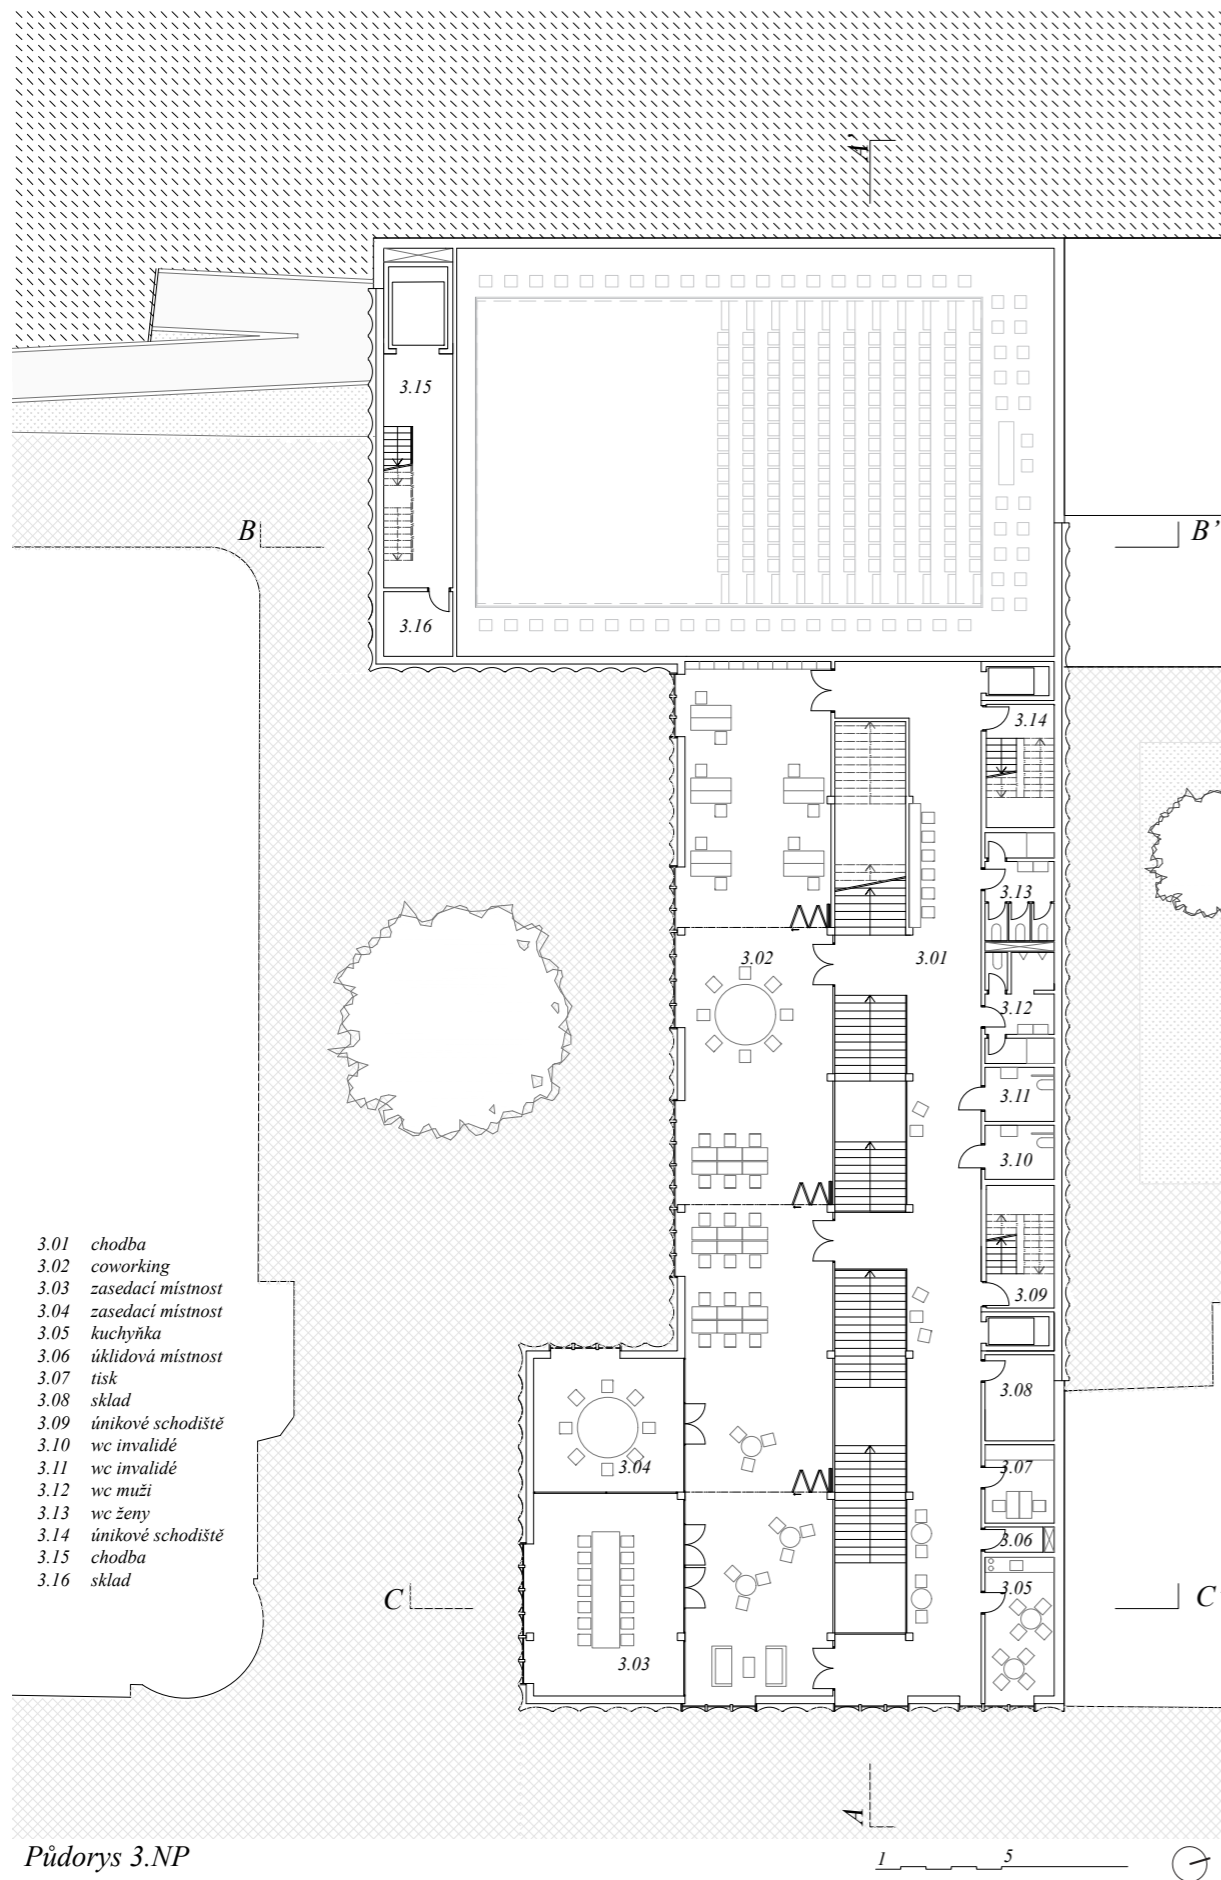 A'
3.15
B
B'
3.16
3.14
3.13
3.02
3.01
3.12
3.11
3.10
3.01 chodba
3.02 coworking
3.03 zasedací místnost
3.04 zasedací místnost
3.05 kuchyňka
3.06 úklidová místnost
3.07 tisk
3.08 sklad
3.09 únikové schodiště
3.10 wc invalidé
3.11 wc invalidé
3.12 wc muži
3.13 wc ženy
3.14 únikové schodiště
3.15 chodba
3.16 sklad
3.09
3.08
3.04
3.07
3.06
3.05
C
C
3.03
A
Půdorys 3.NP
1 5